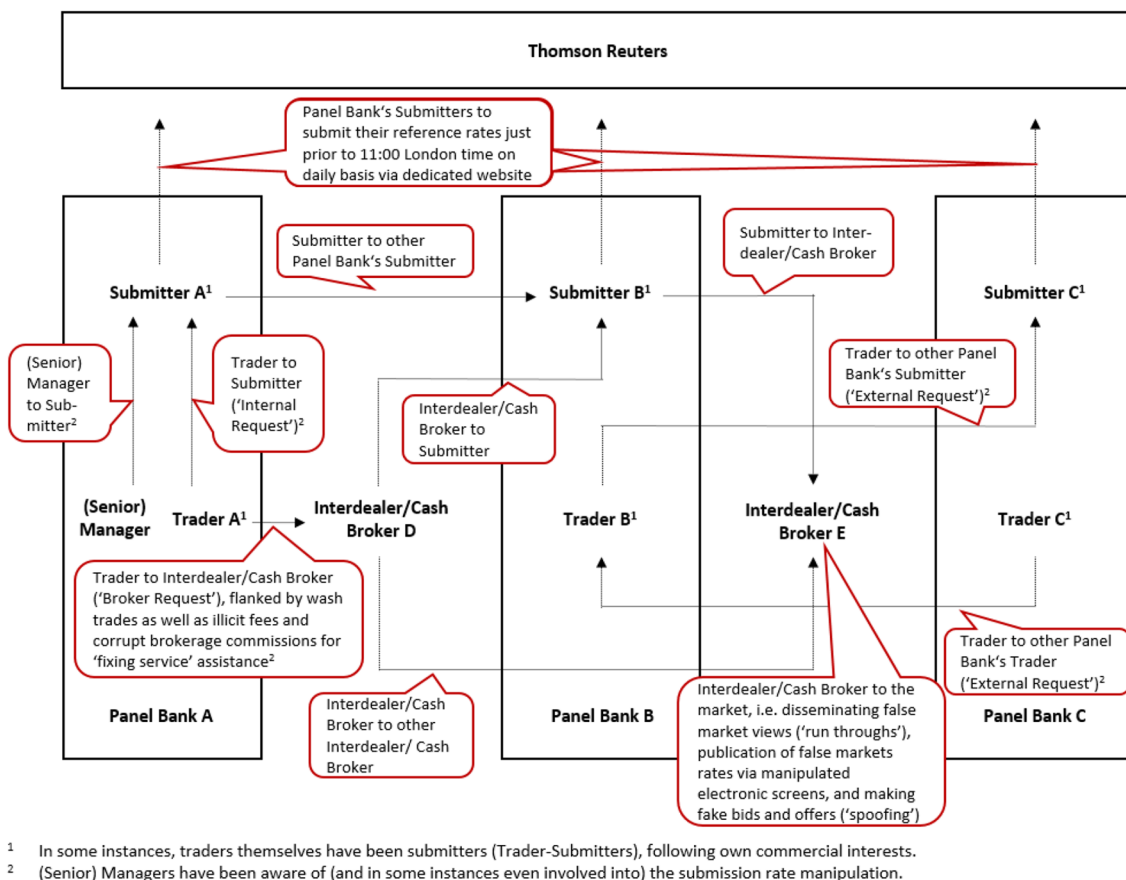 Thomson Reuters
Panel Bank‘s Submitters to
submit their reference rates just
prior to 11:00 London time on
daily basis via dedicated website
Submitter to other
Panel Bank‘s Submitter
Submitter to Inter-
dealer/Cash Broker
Submitter A¹
Submitter B¹
Submitter C¹
(Senior)
Manager
to Sub-
mitter²
Trader to
Submitter
(‘Internal
Request’)²
Interdealer/Cash
Broker to
Submitter
Trader to other Panel
Bank‘s Submitter
(‘External Request’)²
(Senior)
Manager
Trader A¹
Interdealer/Cash
Broker D
Trader B¹
Interdealer/Cash
Broker E
Trader C¹
Trader to Interdealer/Cash Broker
(‘Broker Request’), flanked by wash
trades as well as illicit fees and
corrupt brokerage commissions for
‘fixing service’ assistance²
Trader to other Panel
Bank‘s Trader
(‘External Request’)²
Interdealer/Cash
Broker to other
Interdealer/ Cash
Broker
Interdealer/Cash Broker to the
market, i.e. disseminating false
market views (‘run throughs’),
publication of false markets
rates via manipulated
electronic screens, and making
fake bids and offers (‘spoofing’)
Panel Bank A
Panel Bank B
Panel Bank C
¹ In some instances, traders themselves have been submitters (Trader-Submitters), following own commercial interests.
² (Senior) Managers have been aware of (and in some instances even involved into) the submission rate manipulation.